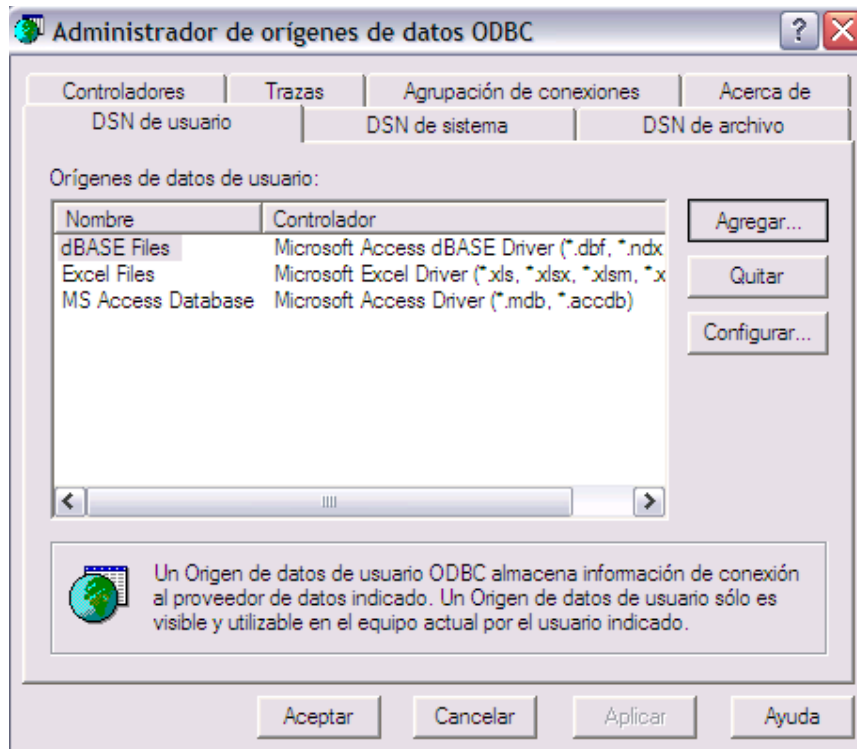 Administrador de orígenes de datos ODBC
Controladores Trazas Agrupación de conexiones Acerca de
DSN de usuario DSN de sistema DSN de archivo
Orígenes de datos de usuario:
Nombre Controlador
dBASE Files Microsoft Access dBASE Driver (*.dbf, *.ndx
Excel Files Microsoft Excel Driver (*.xls, *.xlsx, *.xlsm, *.x
MS Access Database Microsoft Access Driver (*.mdb, *.accdb)
Agregar...
Quitar
Configurar...
Un Origen de datos de usuario ODBC almacena información de conexión
al proveedor de datos indicado. Un Origen de datos de usuario sólo es
visible y utilizable en el equipo actual por el usuario indicado.
Aceptar Cancelar Aplicar Ayuda